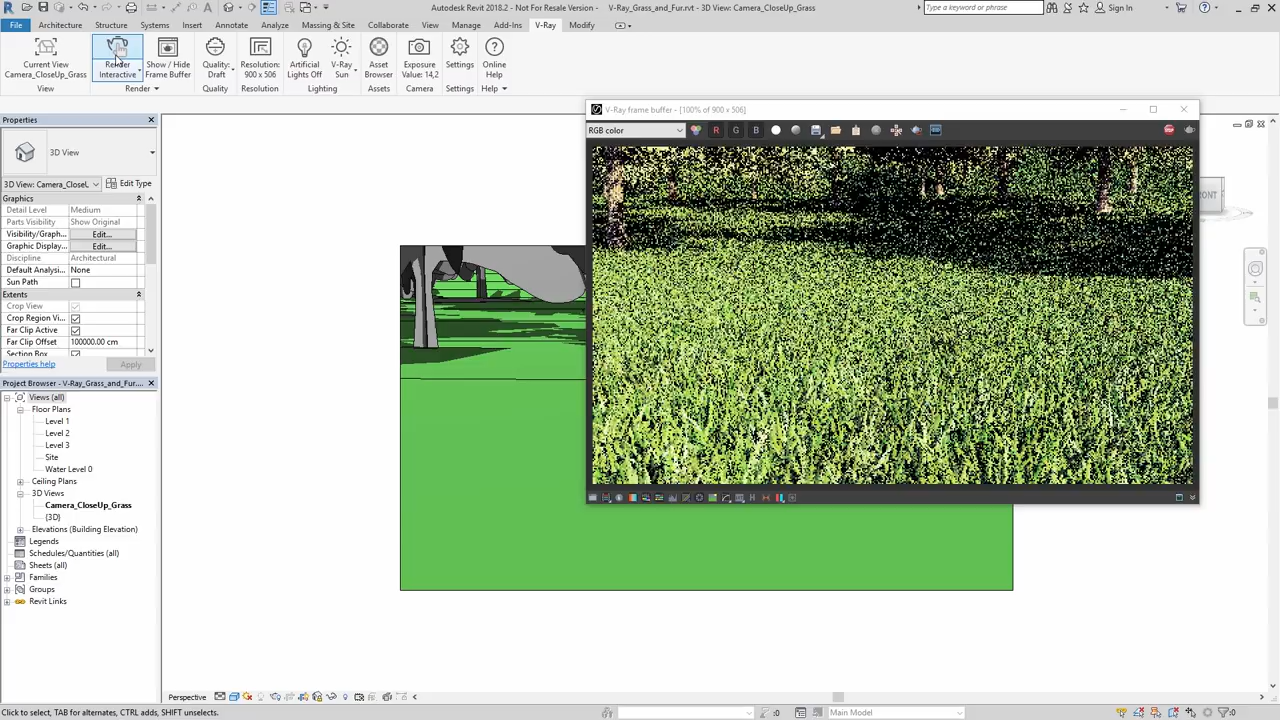 Autodesk Revit 2018.2 - Not For Resale Version - V-Ray_Grass_and_Fur.rvt - 3D View: Camera_CloseUp_Grass
Type a keyword or phrase
Sign In
File Architecture Structure Systems Insert Annotate Analyze Massing & Site Collaborate View Manage Add-Ins V-Ray Modify
Current View
Camera_CloseUp_Grass
Render
Interactive
Show / Hide
Frame Buffer
Quality:
Draft
Resolution:
900 x 506
Artificial
Lights Off
V-Ray
Sun
Asset
Browser
Exposure
Value: 14,2
Settings
Online
Help
View Render Quality Resolution Lighting Assets Camera Settings Help
Properties
3D View
3D View: Camera_CloseU
Edit Type
Graphics
Detail Level Medium
Parts Visibility Show Original
Visibility/Graph... Edit...
Graphic Display... Edit...
Discipline Architectural
Default Analysi... None
Sun Path
Extents
Crop View
Crop Region Vi...
Far Clip Active
Far Clip Offset 100000.00 cm
Section Box
Properties help
Apply
Project Browser - V-Ray_Grass_and_Fur....
Views (all)
Floor Plans
Level 1
Level 2
Level 3
Site
Water Level 0
Ceiling Plans
3D Views
Camera_CloseUp_Grass
{3D}
Elevations (Building Elevation)
Legends
Schedules/Quantities (all)
Sheets (all)
Families
Groups
Revit Links
V-Ray frame buffer - [100% of 900 x 506]
RGB color
R G B
STOP
Perspective
Click to select, TAB for alternates, CTRL adds, SHIFT unselects.
:0
Main Model
:0